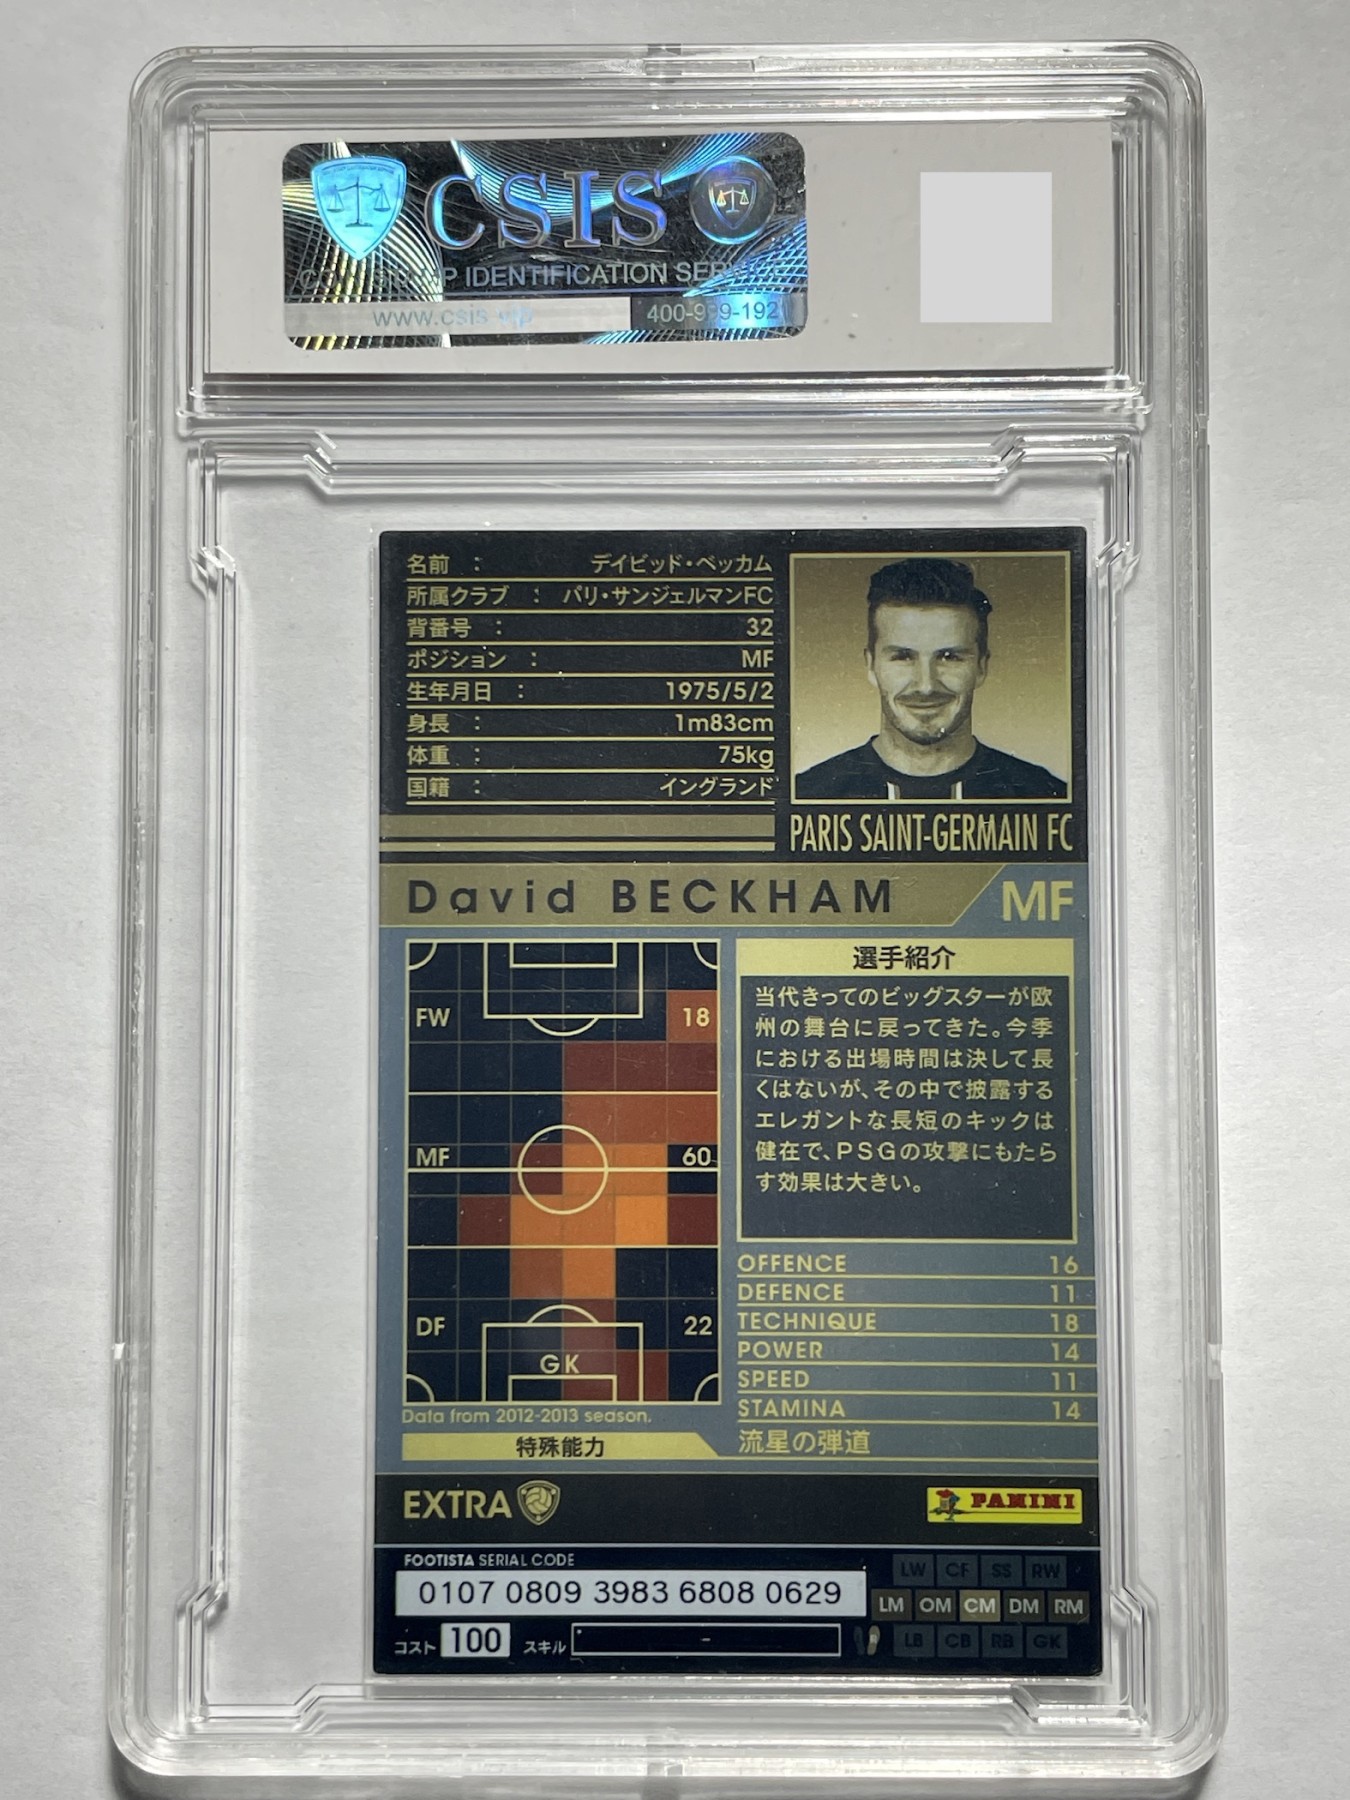 CSIS
IDENTIFICATION
www.csis.vip
名前 : デイビッド・ベッカム
所属クラブ : パリ・サンジェルマンFC
背番号 : 32
ポジション : MF
生年月日 : 1975/5/2
身長 : 1m83cm
体重 : 75kg
国籍 : イングランド
PARIS SAINT-GERMAIN FC
David BECKHAM MF
FW 18
MF 60
DF 22
GK
Data from 2012-2013 season.
選手紹介
当代きってのビッグスターが欧
州の舞台に戻ってきた。今季
における出場時間は決して長
くはないが、その中で披露する
エレガントな長短のキックは
健在で、PSGの攻撃にもたら
す効果は大きい。
OFFENCE 16
DEFENCE 11
TECHNIQUE 18
POWER 14
SPEED 11
STAMINA 14
特殊能力 流星の弾道
EXTRA
PANINI
FOOTISTA SERIAL CODE
0107 0809 3983 6808 0629
コスト 100 スキル -
LW CF SS RW
LM OM CM DM RM
LB CB RB GK